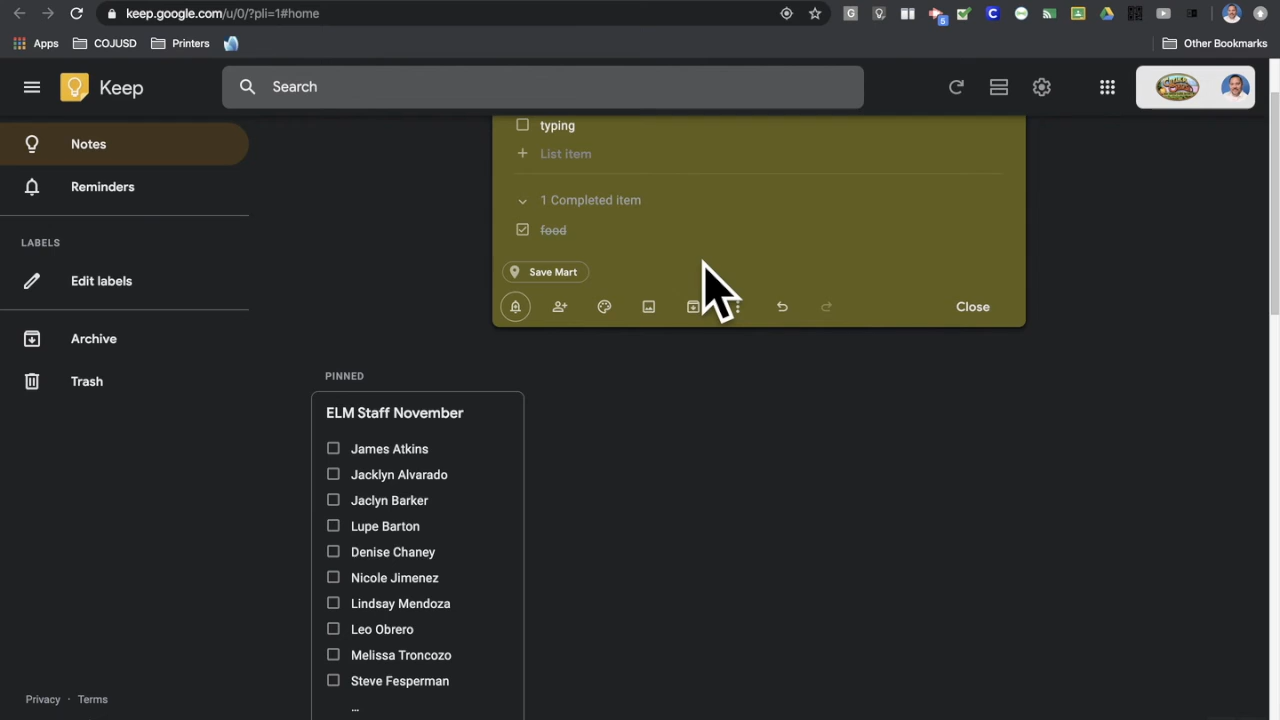 keep.google.com/u/0/?pli=1#home
G
5
C
Apps
COJUSD
Printers
Other Bookmarks
Keep
Search
Notes
Reminders
LABELS
Edit labels
Archive
Trash
typing
List item
1 Completed item
food
Save Mart
Close
PINNED
ELM Staff November
James Atkins
Jacklyn Alvarado
Jaclyn Barker
Lupe Barton
Denise Chaney
Nicole Jimenez
Lindsay Mendoza
Leo Obrero
Melissa Troncozo
Steve Fesperman
...
Privacy · Terms